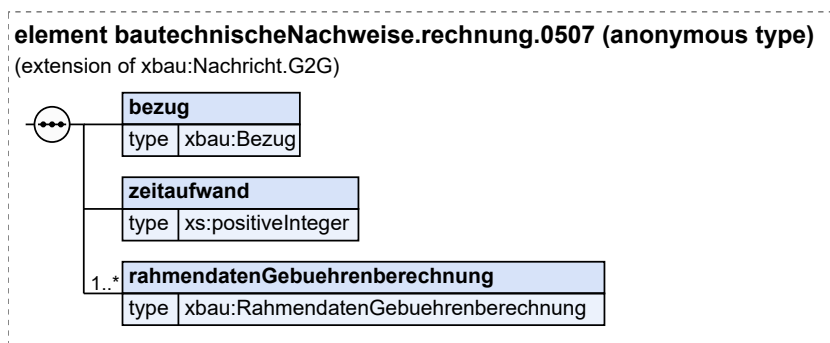 element bautechnischeNachweise.rechnung.0507 (anonymous type)
(extension of xbau:Nachricht.G2G)
bezug
type xbau:Bezug
zeitaufwand
type xs:positiveInteger
1..* rahmendatenGebuehrenberechnung
type xbau:RahmendatenGebuehrenberechnung